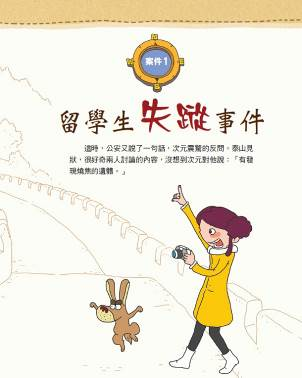 案件1
留學生失蹤事件
這時，公安又說了一句話，次元震驚的反問。泰山見
狀，很好奇兩人討論的內容，沒想到次元對他說：「有發
現燒焦的遺體。」